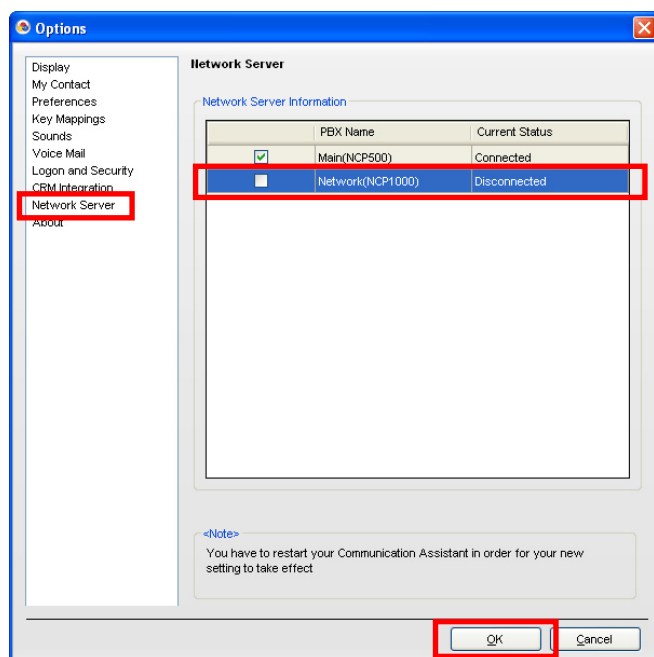 Options
Display
My Contact
Preferences
Key Mappings
Sounds
Voice Mail
Logon and Security
CRM Integration
Network Server
About
Network Server
Network Server Information
PBX Name Current Status
Main(NCP500) Connected
Network(NCP1000) Disconnected
<Note>
You have to restart your Communication Assistant in order for your new
setting to take effect
OK Cancel